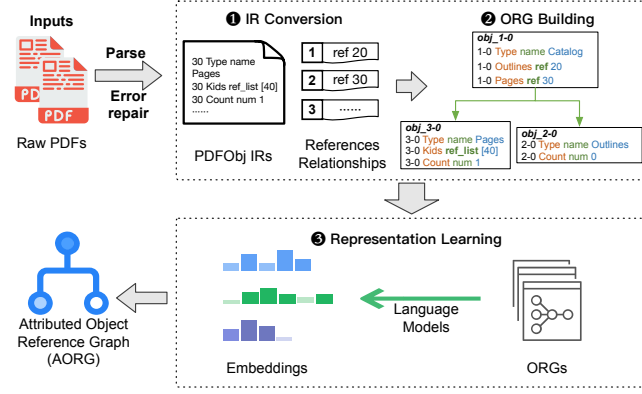 Inputs
PDF
PDF
Raw PDFs
Parse
Error
repair
❶ IR Conversion
30 Type name
Pages
30 Kids ref_list [40]
30 Count num 1
......
PDFObj IRs
1 ref 20
2 ref 30
3 ......
References
Relationships
❷ ORG Building
obj_1-0
1-0 Type name Catalog
1-0 Outlines ref 20
1-0 Pages ref 30
obj_3-0
3-0 Type name Pages
3-0 Kids ref_list [40]
3-0 Count num 1
obj_2-0
2-0 Type name Outlines
2-0 Count num 0
❸ Representation Learning
Embeddings
Language
Models
ORGs
Attributed Object
Reference Graph
(AORG)